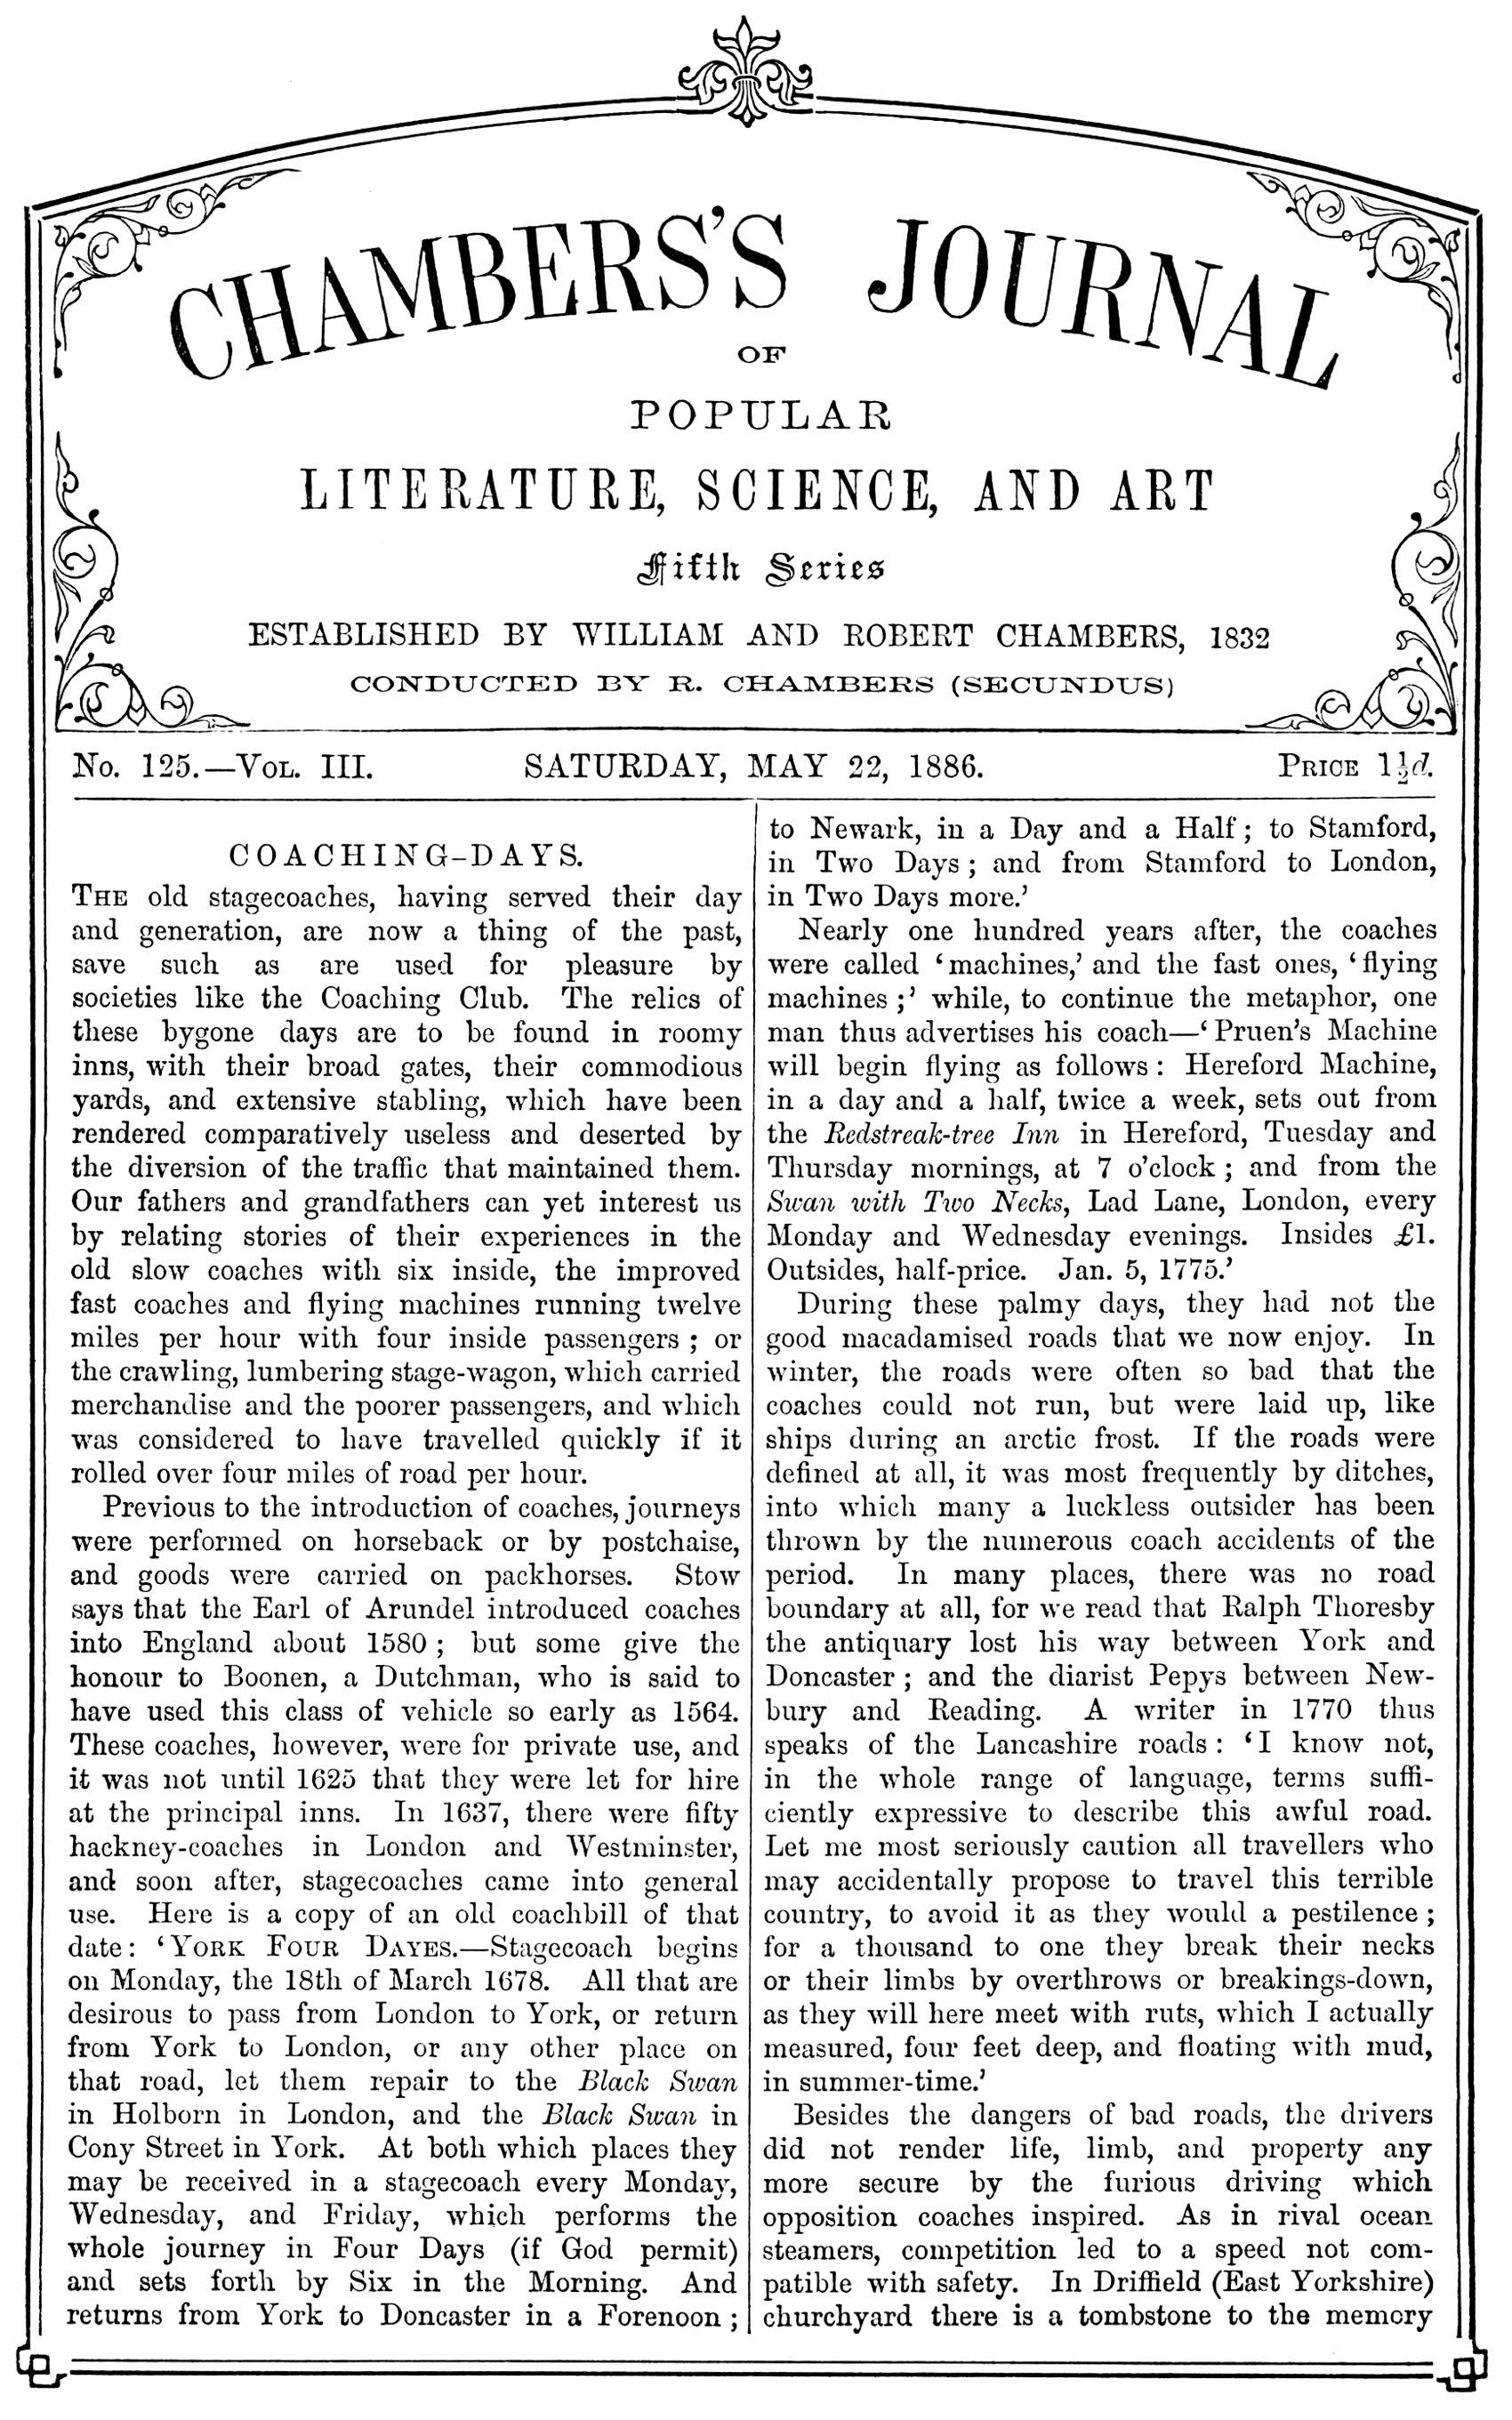 CHAMBERS'S JOURNAL
OF
POPULAR
LITERATURE, SCIENCE, AND ART
Fifth Series
ESTABLISHED BY WILLIAM AND ROBERT CHAMBERS, 1832
CONDUCTED BY R. CHAMBERS (SECUNDUS)
No. 125.—Vol. III. SATURDAY, MAY 22, 1886. Price 1½d.
COACHING-DAYS.
The old stagecoaches, having served their day
and generation, are now a thing of the past,
save such as are used for pleasure by
societies like the Coaching Club. The relics of
these bygone days are to be found in roomy
inns, with their broad gates, their commodious
yards, and extensive stabling, which have been
rendered comparatively useless and deserted by
the diversion of the traffic that maintained them.
Our fathers and grandfathers can yet interest us
by relating stories of their experiences in the
old slow coaches with six inside, the improved
fast coaches and flying machines running twelve
miles per hour with four inside passengers ; or
the crawling, lumbering stage-wagon, which carried
merchandise and the poorer passengers, and which
was considered to have travelled quickly if it
rolled over four miles of road per hour.
Previous to the introduction of coaches, journeys
were performed on horseback or by postchaise,
and goods were carried on packhorses. Stow
says that the Earl of Arundel introduced coaches
into England about 1580 ; but some give the
honour to Boonen, a Dutchman, who is said to
have used this class of vehicle so early as 1564.
These coaches, however, were for private use, and
it was not until 1625 that they were let for hire
at the principal inns. In 1637, there were fifty
hackney-coaches in London and Westminster,
and soon after, stagecoaches came into general
use. Here is a copy of an old coachbill of that
date: ‘York Four Dayes.—Stagecoach begins
on Monday, the 18th of March 1678. All that are
desirous to pass from London to York, or return
from York to London, or any other place on
that road, let them repair to the Black Swan
in Holborn in London, and the Black Swan in
Cony Street in York. At both which places they
may be received in a stagecoach every Monday,
Wednesday, and Friday, which performs the
whole journey in Four Days (if God permit)
and sets forth by Six in the Morning. And
returns from York to Doncaster in a Forenoon ;
to Newark, in a Day and a Half ; to Stamford,
in Two Days ; and from Stamford to London,
in Two Days more.’
Nearly one hundred years after, the coaches
were called ‘machines,’ and the fast ones, ‘flying
machines ;’ while, to continue the metaphor, one
man thus advertises his coach—‘Pruen’s Machine
will begin flying as follows : Hereford Machine,
in a day and a half, twice a week, sets out from
the Redstreak-tree Inn in Hereford, Tuesday and
Thursday mornings, at 7 o’clock ; and from the
Swan with Two Necks, Lad Lane, London, every
Monday and Wednesday evenings. Insides £1.
Outsides, half-price. Jan. 5, 1775.’
During these palmy days, they had not the
good macadamised roads that we now enjoy. In
winter, the roads were often so bad that the
coaches could not run, but were laid up, like
ships during an arctic frost. If the roads were
defined at all, it was most frequently by ditches,
into which many a luckless outsider has been
thrown by the numerous coach accidents of the
period. In many places, there was no road
boundary at all, for we read that Ralph Thoresby
the antiquary lost his way between York and
Doncaster ; and the diarist Pepys between New-
bury and Reading. A writer in 1770 thus
speaks of the Lancashire roads : ‘I know not,
in the whole range of language, terms suffi-
ciently expressive to describe this awful road.
Let me most seriously caution all travellers who
may accidentally propose to travel this terrible
country, to avoid it as they would a pestilence ;
for a thousand to one they break their necks
or their limbs by overthrows or breakings-down,
as they will here meet with ruts, which I actually
measured, four feet deep, and floating with mud,
in summer-time.’
Besides the dangers of bad roads, the drivers
did not render life, limb, and property any
more secure by the furious driving which
opposition coaches inspired. As in rival ocean
steamers, competition led to a speed not com-
patible with safety. In Driffield (East Yorkshire)
churchyard there is a tombstone to the memory